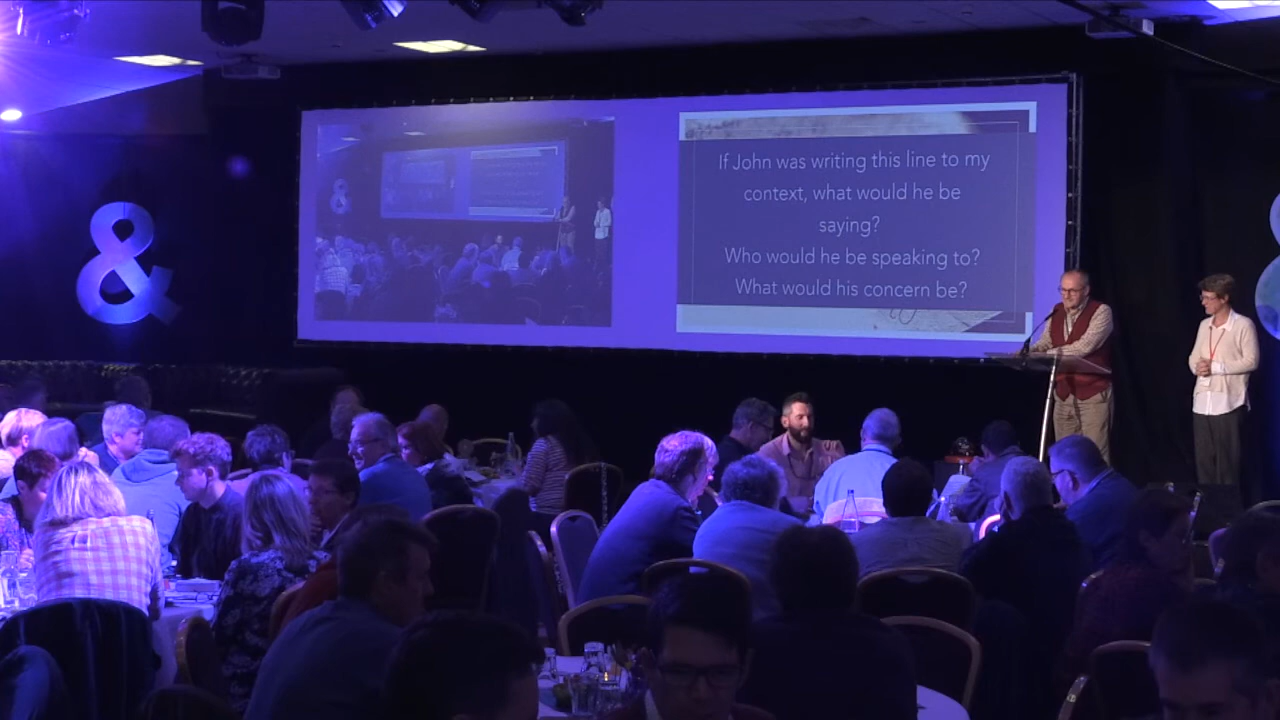 &
If John was writing this line to my
context, what would he be
saying?
Who would he be speaking to?
What would his concern be?